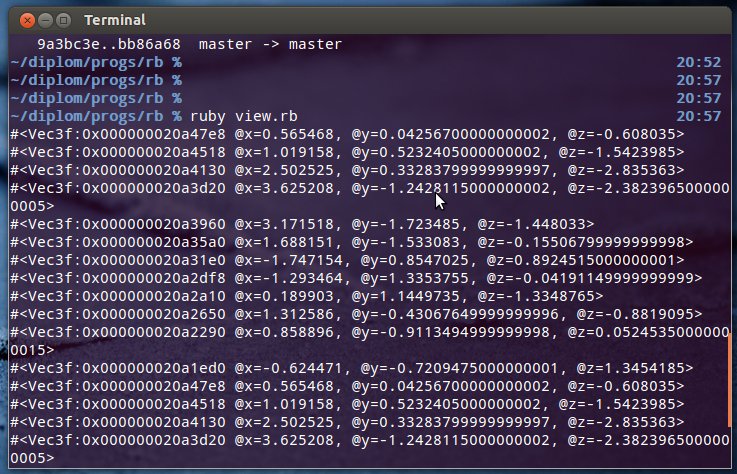 Terminal
9a3bc3e..bb86a68  master -> master
~/diplom/progs/rb % 20:52
~/diplom/progs/rb % 20:57
~/diplom/progs/rb % 20:57
~/diplom/progs/rb % ruby view.rb 20:57
#<Vec3f:0x000000020a47e8 @x=0.565468, @y=0.04256700000000002, @z=-0.608035>
#<Vec3f:0x000000020a4518 @x=1.019158, @y=0.5232405000000002, @z=-1.5423985>
#<Vec3f:0x000000020a4130 @x=2.502525, @y=0.33283799999999997, @z=-2.835363>
#<Vec3f:0x000000020a3d20 @x=3.625208, @y=-1.2428115000000002, @z=-2.382396500000
0005>
#<Vec3f:0x000000020a3960 @x=3.171518, @y=-1.723485, @z=-1.448033>
#<Vec3f:0x000000020a35a0 @x=1.688151, @y=-1.533083, @z=-0.15506799999999998>
#<Vec3f:0x000000020a31e0 @x=-1.747154, @y=0.8547025, @z=0.8924515000000001>
#<Vec3f:0x000000020a2df8 @x=-1.293464, @y=1.3353755, @z=-0.04191149999999999>
#<Vec3f:0x000000020a2a10 @x=0.189903, @y=1.1449735, @z=-1.3348765>
#<Vec3f:0x000000020a2650 @x=1.312586, @y=-0.43067649999999996, @z=-0.8819095>
#<Vec3f:0x000000020a2290 @x=0.858896, @y=-0.9113494999999998, @z=0.0524535000000
0015>
#<Vec3f:0x000000020a1ed0 @x=-0.624471, @y=-0.7209475000000001, @z=1.3454185>
#<Vec3f:0x000000020a47e8 @x=0.565468, @y=0.04256700000000002, @z=-0.608035>
#<Vec3f:0x000000020a4518 @x=1.019158, @y=0.5232405000000002, @z=-1.5423985>
#<Vec3f:0x000000020a4130 @x=2.502525, @y=0.33283799999999997, @z=-2.835363>
#<Vec3f:0x000000020a3d20 @x=3.625208, @y=-1.2428115000000002, @z=-2.382396500000
0005>